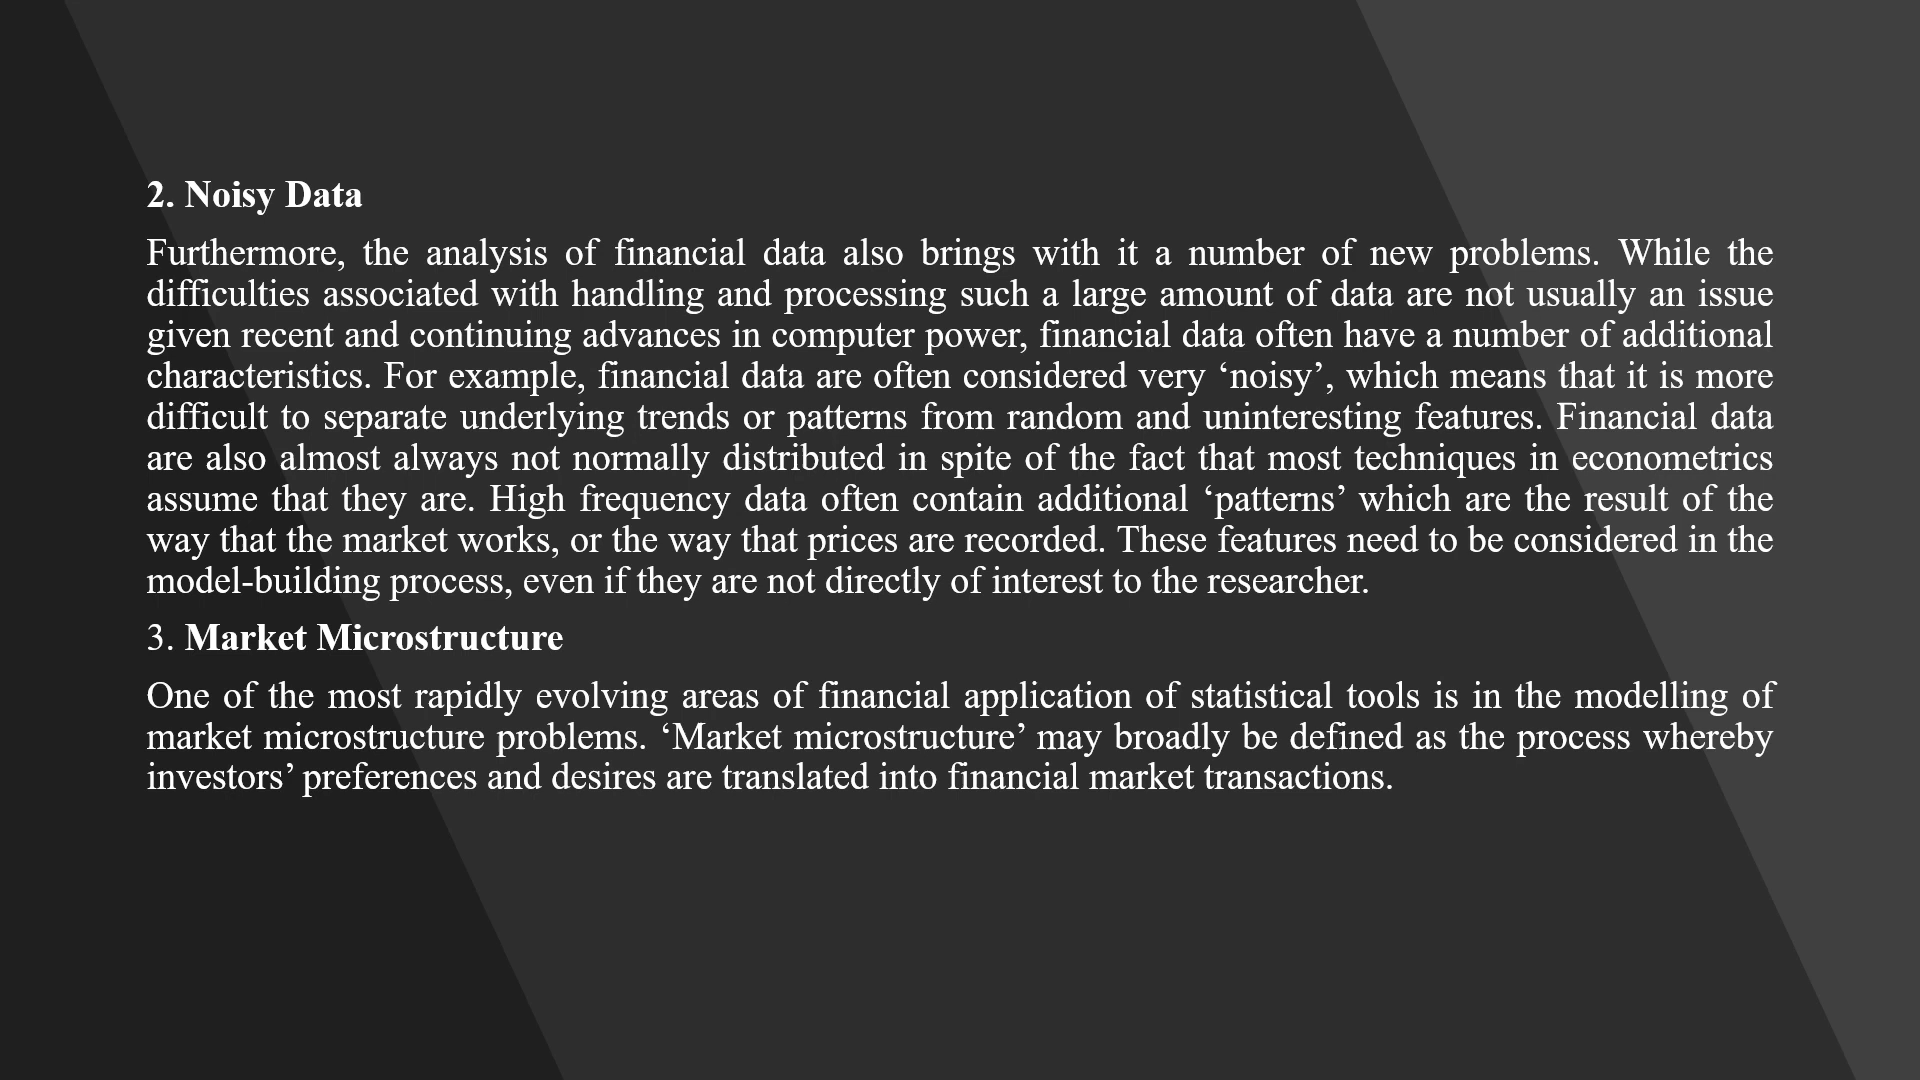 2. Noisy Data
Furthermore, the analysis of financial data also brings with it a number of new problems. While the
difficulties associated with handling and processing such a large amount of data are not usually an issue
given recent and continuing advances in computer power, financial data often have a number of additional
characteristics. For example, financial data are often considered very ‘noisy’, which means that it is more
difficult to separate underlying trends or patterns from random and uninteresting features. Financial data
are also almost always not normally distributed in spite of the fact that most techniques in econometrics
assume that they are. High frequency data often contain additional ‘patterns’ which are the result of the
way that the market works, or the way that prices are recorded. These features need to be considered in the
model-building process, even if they are not directly of interest to the researcher.
3. Market Microstructure
One of the most rapidly evolving areas of financial application of statistical tools is in the modelling of
market microstructure problems. ‘Market microstructure’ may broadly be defined as the process whereby
investors’ preferences and desires are translated into financial market transactions.